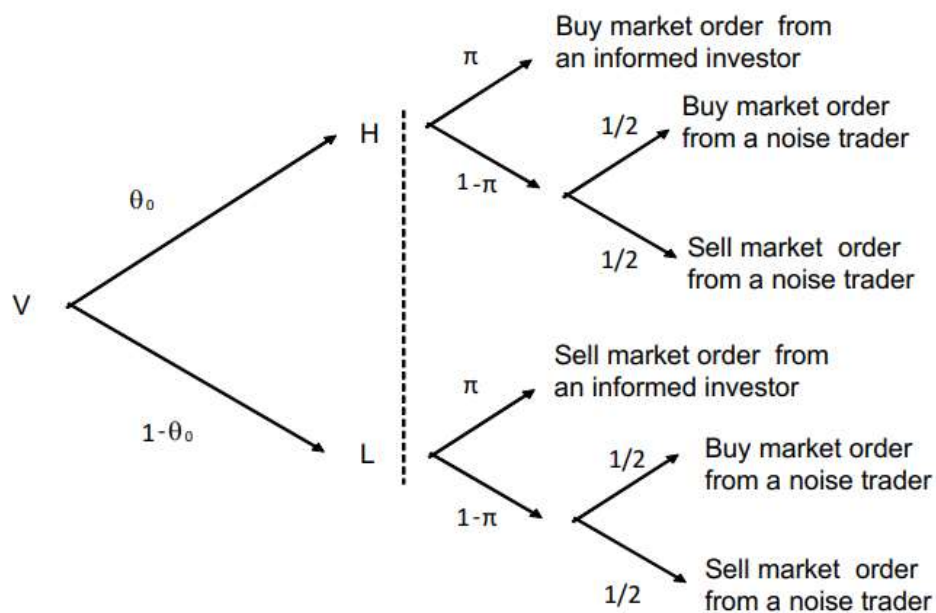 Buy market order from
an informed investor
π
Buy market order
from a noise trader
1/2
H
1-π
θ₀
1/2
Sell market order
from a noise trader
V
Sell market order from
an informed investor
π
1-θ₀
Buy market order
from a noise trader
1/2
L
1-π
1/2
Sell market order
from a noise trader